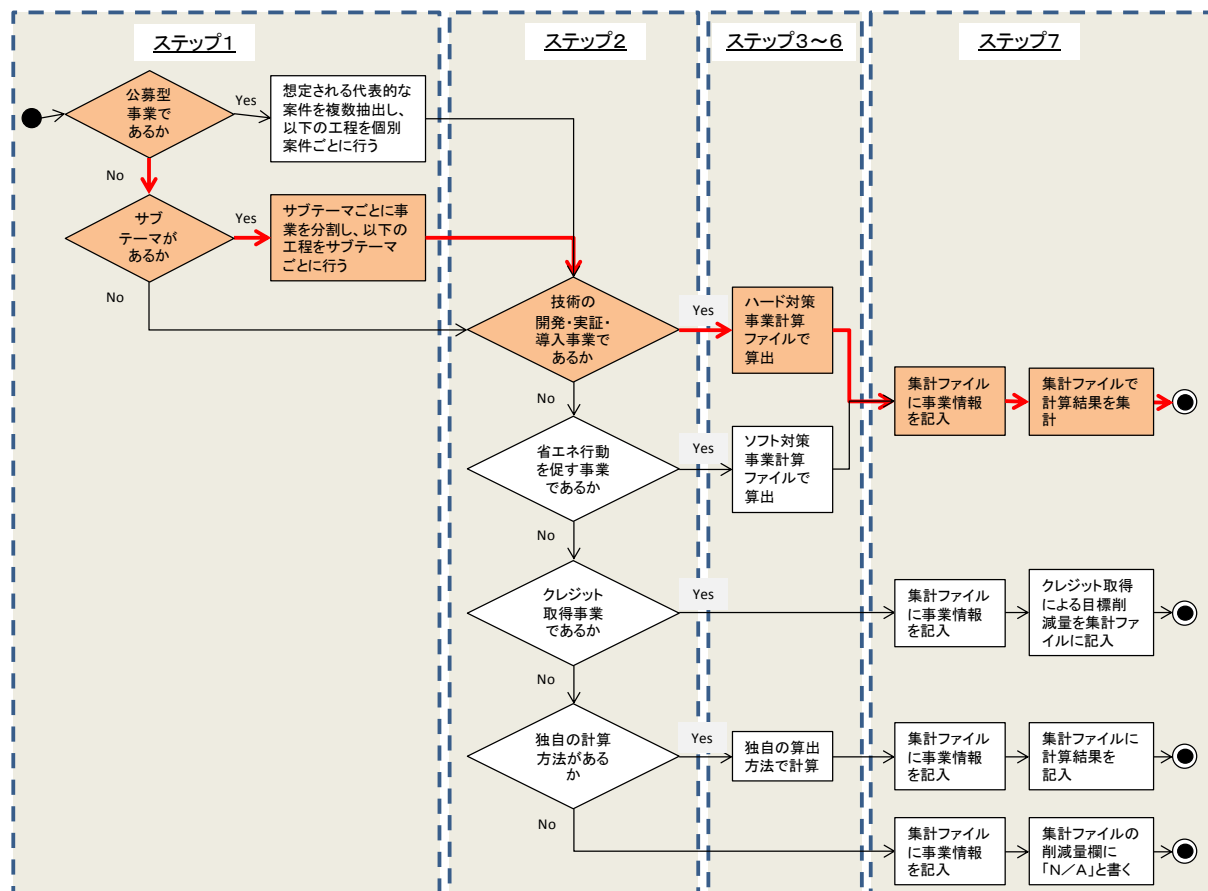 ステップ1
ステップ2
ステップ3～6
ステップ7
公募型
事業で
あるか
Yes
想定される代表的な
案件を複数抽出し、
以下の工程を個別
案件ごとに行う
No
サブ
テーマが
あるか
Yes
サブテーマごとに事
業を分割し、以下の
工程をサブテーマ
ごとに行う
No
技術の
開発・実証・
導入事業で
あるか
Yes
ハード対策
事業計算
ファイルで
算出
集計ファイル
に事業情報
を記入
集計ファイルで
計算結果を集
計
No
省エネ行動
を促す事業
であるか
Yes
ソフト対策
事業計算
ファイルで
算出
No
クレジット
取得事業
であるか
Yes
集計ファイル
に事業情報
を記入
クレジット取得
による目標削
減量を集計ファ
イルに記入
No
独自の計算
方法がある
か
Yes
独自の算出
方法で計算
集計ファイル
に事業情報
を記入
集計ファイルに
計算結果を
記入
No
集計ファイル
に事業情報
を記入
集計ファイルの
削減量欄に
「N／A」と書く